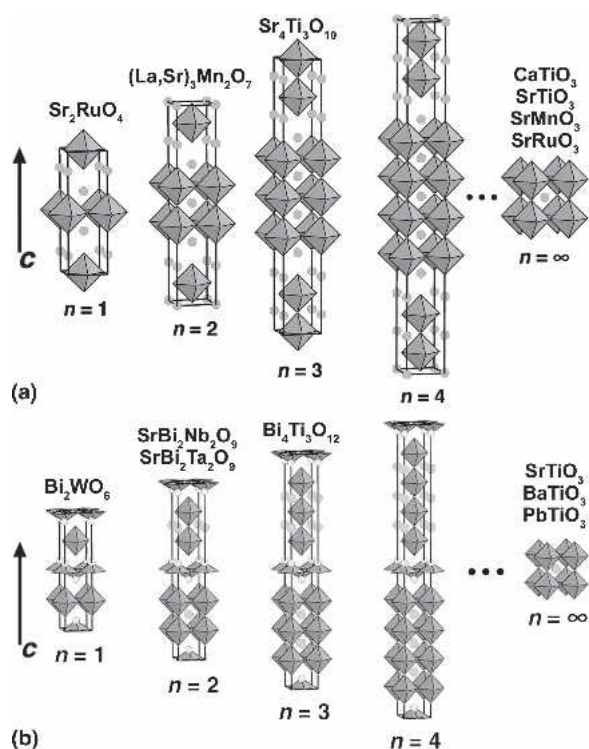 Sr₄Ti₃O₁₀
(La,Sr)₃Mn₂O₇
Sr₂RuO₄
CaTiO₃
SrTiO₃
SrMnO₃
SrRuO₃
c
n = 1
n = 2
n = 3
n = 4
n = ∞
(a)
Bi₂WO₆
SrBi₂Nb₂O₉
SrBi₂Ta₂O₉
Bi₄Ti₃O₁₂
SrTiO₃
BaTiO₃
PbTiO₃
c
n = 1
n = 2
n = 3
n = 4
n = ∞
(b)